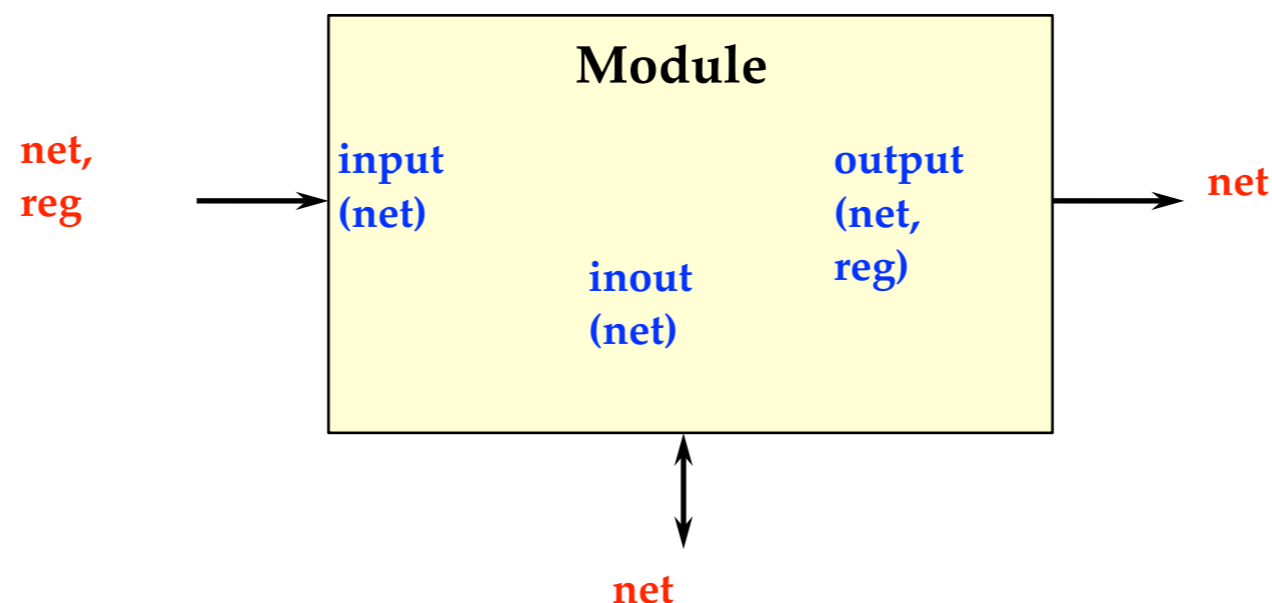 Module
net,
reg
input
(net)
output
(net,
reg)
net
inout
(net)
net